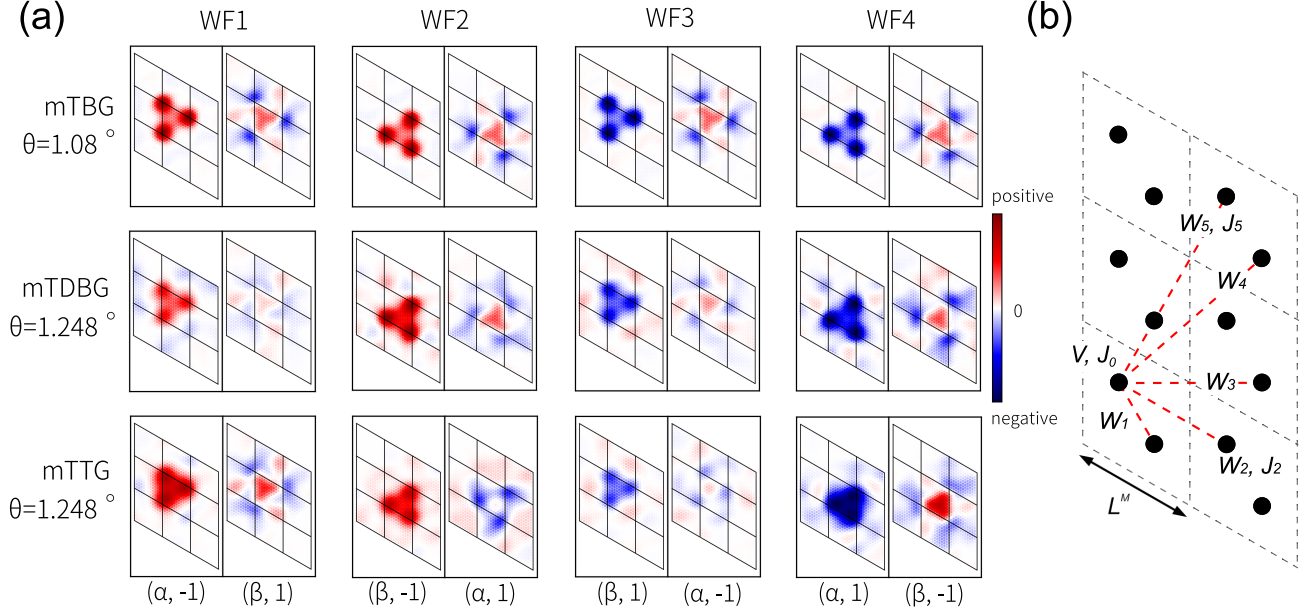 (a)
WF1 WF2 WF3 WF4
mTBG
θ=1.08 °
mTDBG
θ=1.248 °
mTTG
θ=1.248 °
(α, -1) (β, 1) (β, -1) (α, 1) (β, 1) (α, -1) (α, 1) (β, -1)
positive
0
negative
(b)
W5, J5
W4
V, J0
W3
W1
W2, J2
L^M